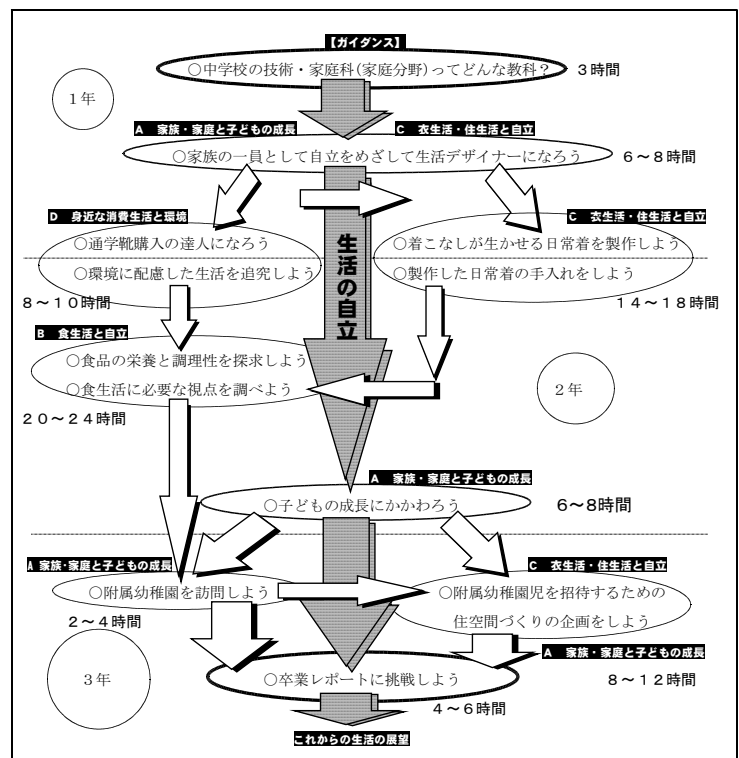 【ガイダンス】
○中学校の技術・家庭科(家庭分野)ってどんな教科？
３時間
１年
A 家族・家庭と子どもの成長
C 衣生活・住生活と自立
○家族の一員として自立をめざして生活デザイナーになろう
６～８時間
D 身近な消費生活と環境
○通学靴購入の達人になろう
○環境に配慮した生活を追究しよう
８～１０時間
C 衣生活・住生活と自立
○着こなしが生かせる日常着を製作しよう
○製作した日常着の手入れをしよう
１４～１８時間
生活の自立
B 食生活と自立
○食品の栄養と調理性を探求しよう
○食生活に必要な視点を調べよう
２０～２４時間
２年
A 家族・家庭と子どもの成長
○子どもの成長にかかわろう
６～８時間
A 家族・家庭と子どもの成長
○附属幼稚園を訪問しよう
２～４時間
C 衣生活・住生活と自立
○附属幼稚園児を招待するための
住空間づくりの企画をしよう
A 家族・家庭と子どもの成長
８～１２時間
３年
○卒業レポートに挑戦しよう
４～６時間
これからの生活の展望